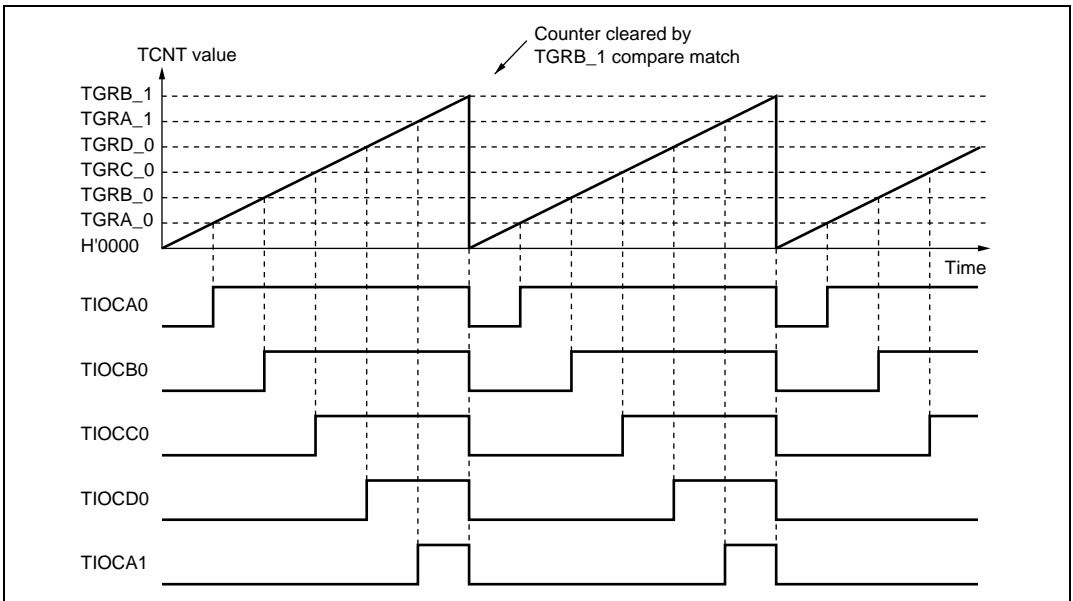 Counter cleared by
TGRB_1 compare match
TCNT value
TGRB_1
TGRA_1
TGRD_0
TGRC_0
TGRB_0
TGRA_0
H'0000
Time
TIOCA0
TIOCB0
TIOCC0
TIOCD0
TIOCA1